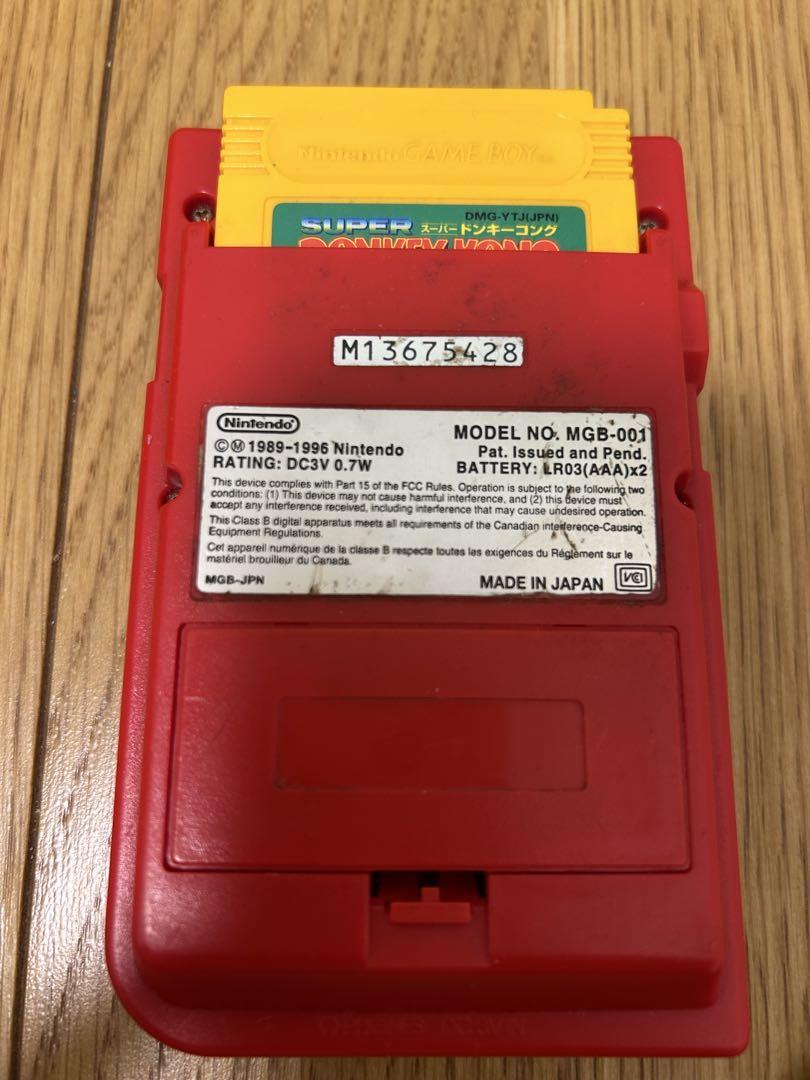 Nintendo GAME BOY
DMG-YTJ(JPN)
SUPER スーパードンキーコング
DONKEY KONG
M13675428
Nintendo
©Ⓜ 1989-1996 Nintendo
RATING: DC3V 0.7W
MODEL NO. MGB-001
Pat. Issued and Pend.
BATTERY: LR03(AAA)x2
This device complies with Part 15 of the FCC Rules. Operation is subject to the following two
conditions: (1) This device may not cause harmful interference, and (2) this device must
accept any interference received, including interference that may cause undesired operation.
This Class B digital apparatus meets all requirements of the Canadian Interference-Causing
Equipment Regulations.
Cet appareil numérique de la classe B respecte toutes les exigences du Règlement sur le
matériel brouilleur du Canada.
MGB-JPN
MADE IN JAPAN
VCI